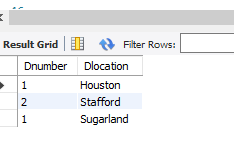 Result Grid Filter Rows:
Dnumber Dlocation
1 Houston
2 Stafford
1 Sugarland